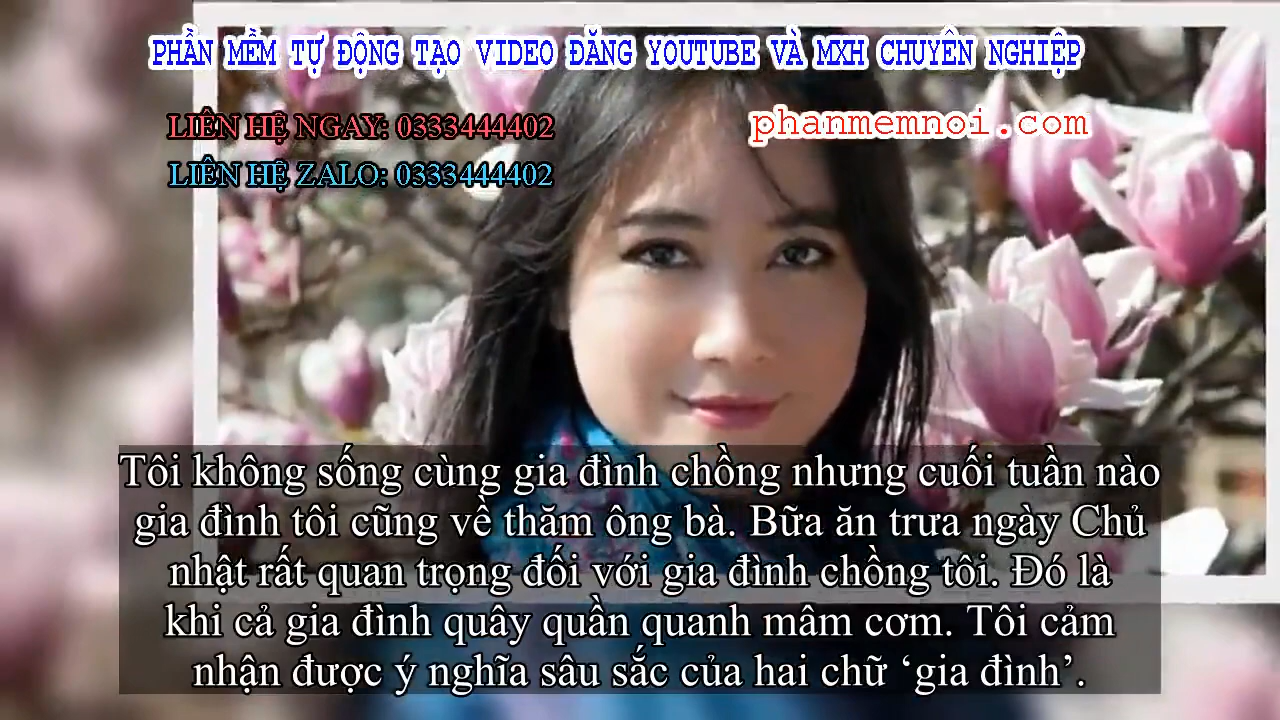 PHẦN MỀM TỰ ĐỘNG TẠO VIDEO ĐĂNG YOUTUBE VÀ MXH CHUYÊN NGHIỆP
LIÊN HỆ NGAY: 0333444402
phanmemnoi.com
LIÊN HỆ ZALO: 0333444402
Tôi không sống cùng gia đình chồng nhưng cuối tuần nào
gia đình tôi cũng về thăm ông bà. Bữa ăn trưa ngày Chủ
nhật rất quan trọng đối với gia đình chồng tôi. Đó là
khi cả gia đình quây quần quanh mâm cơm. Tôi cảm
nhận được ý nghĩa sâu sắc của hai chữ ‘gia đình’.